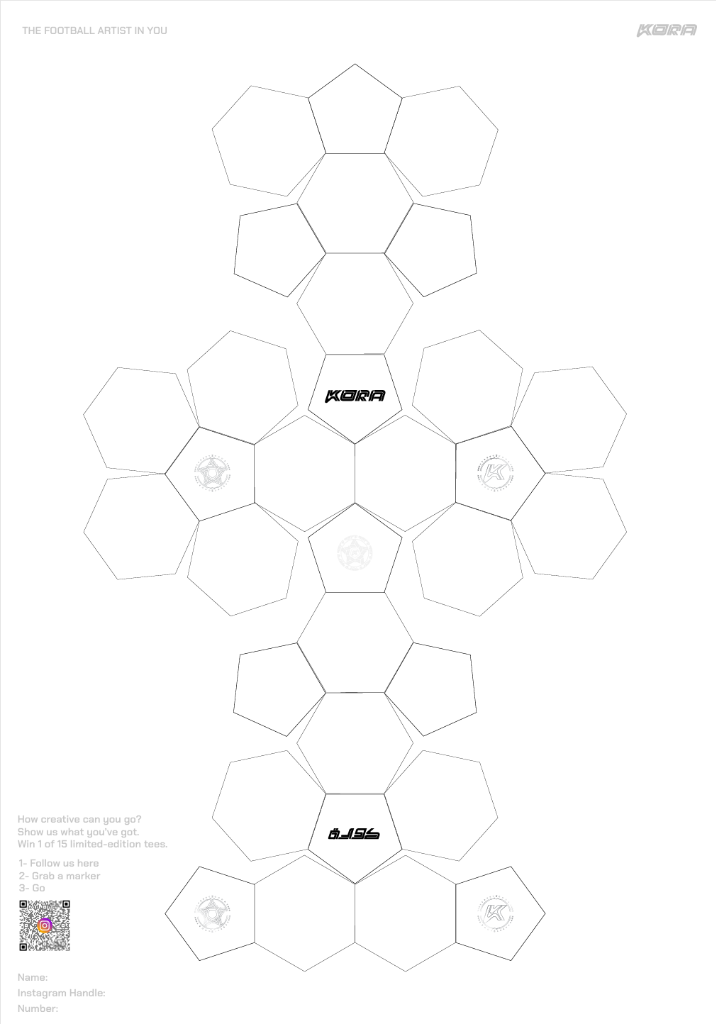 THE FOOTBALL ARTIST IN YOU
KORA
KORA
كورة
How creative can you go?
Show us what you've got.
Win 1 of 15 limited-edition tees.
1- Follow us here
2- Grab a marker
3- Go
Name:
Instagram Handle:
Number: